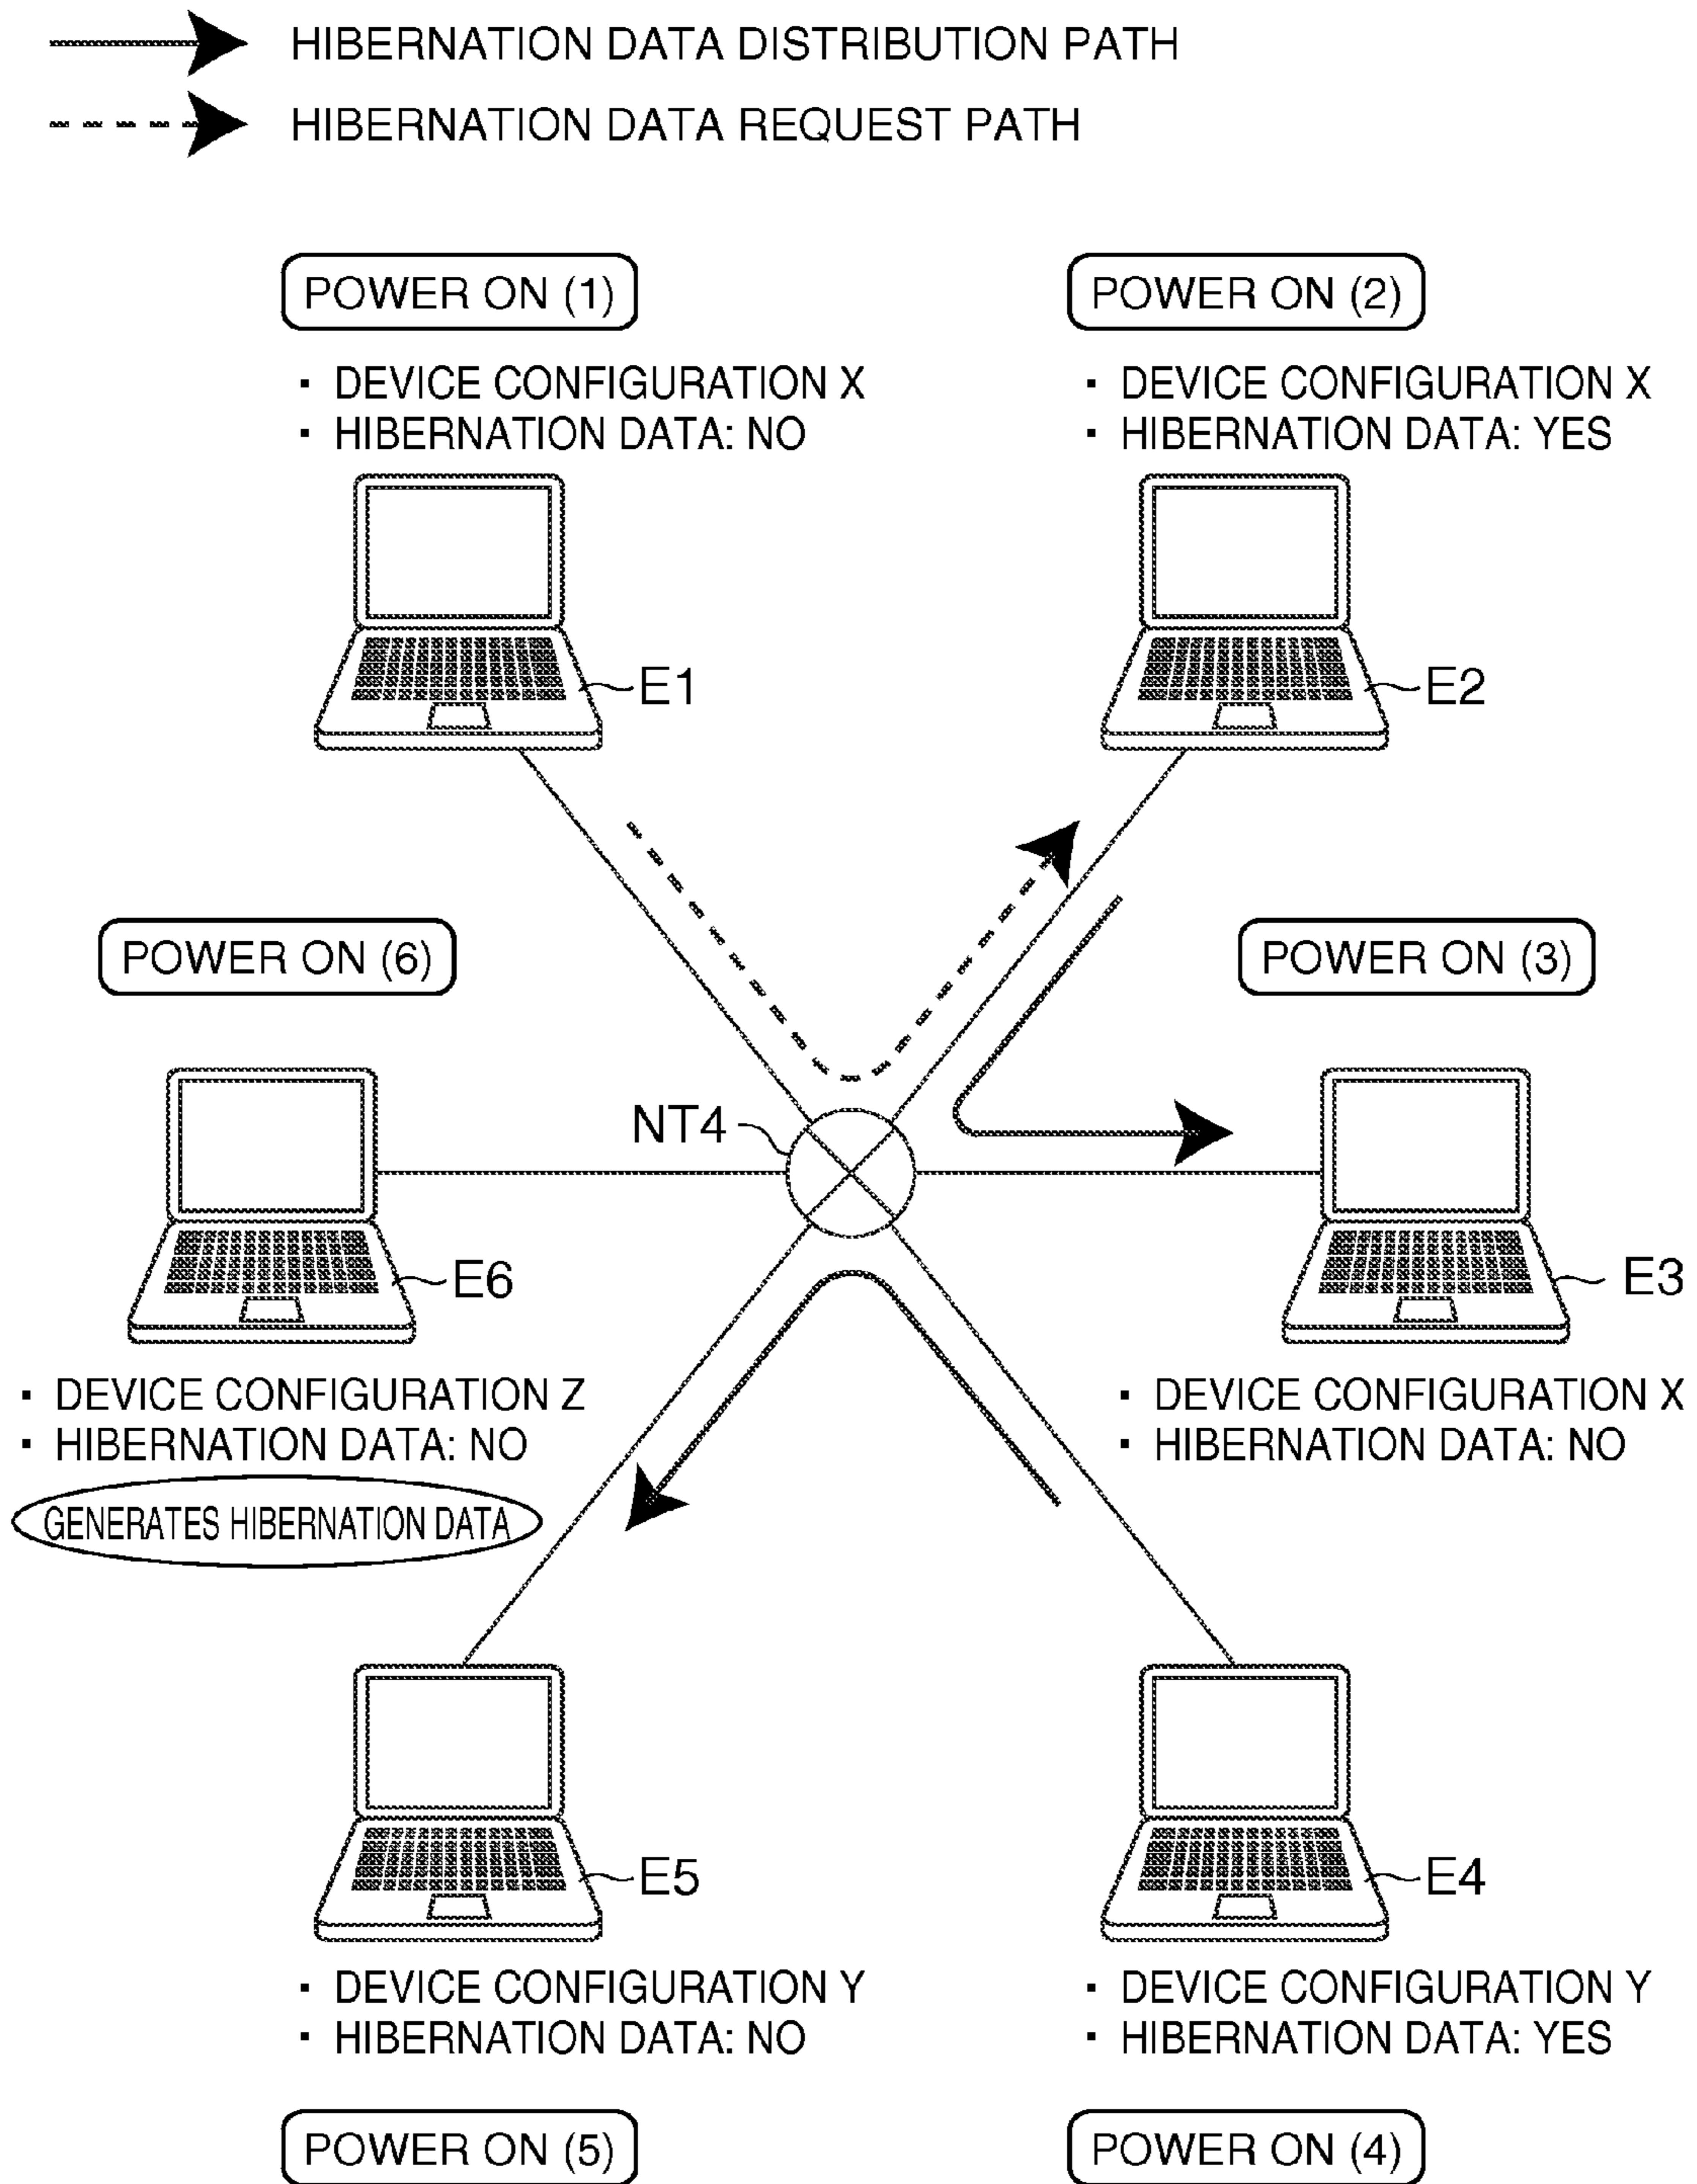 HIBERNATION DATA DISTRIBUTION PATH
HIBERNATION DATA REQUEST PATH
POWER ON (1)
▪ DEVICE CONFIGURATION X
▪ HIBERNATION DATA: NO
E1
POWER ON (2)
▪ DEVICE CONFIGURATION X
▪ HIBERNATION DATA: YES
E2
POWER ON (6)
POWER ON (3)
NT4
E6
▪ DEVICE CONFIGURATION Z
▪ HIBERNATION DATA: NO
GENERATES HIBERNATION DATA
E3
▪ DEVICE CONFIGURATION X
▪ HIBERNATION DATA: NO
E5
▪ DEVICE CONFIGURATION Y
▪ HIBERNATION DATA: NO
POWER ON (5)
E4
▪ DEVICE CONFIGURATION Y
▪ HIBERNATION DATA: YES
POWER ON (4)